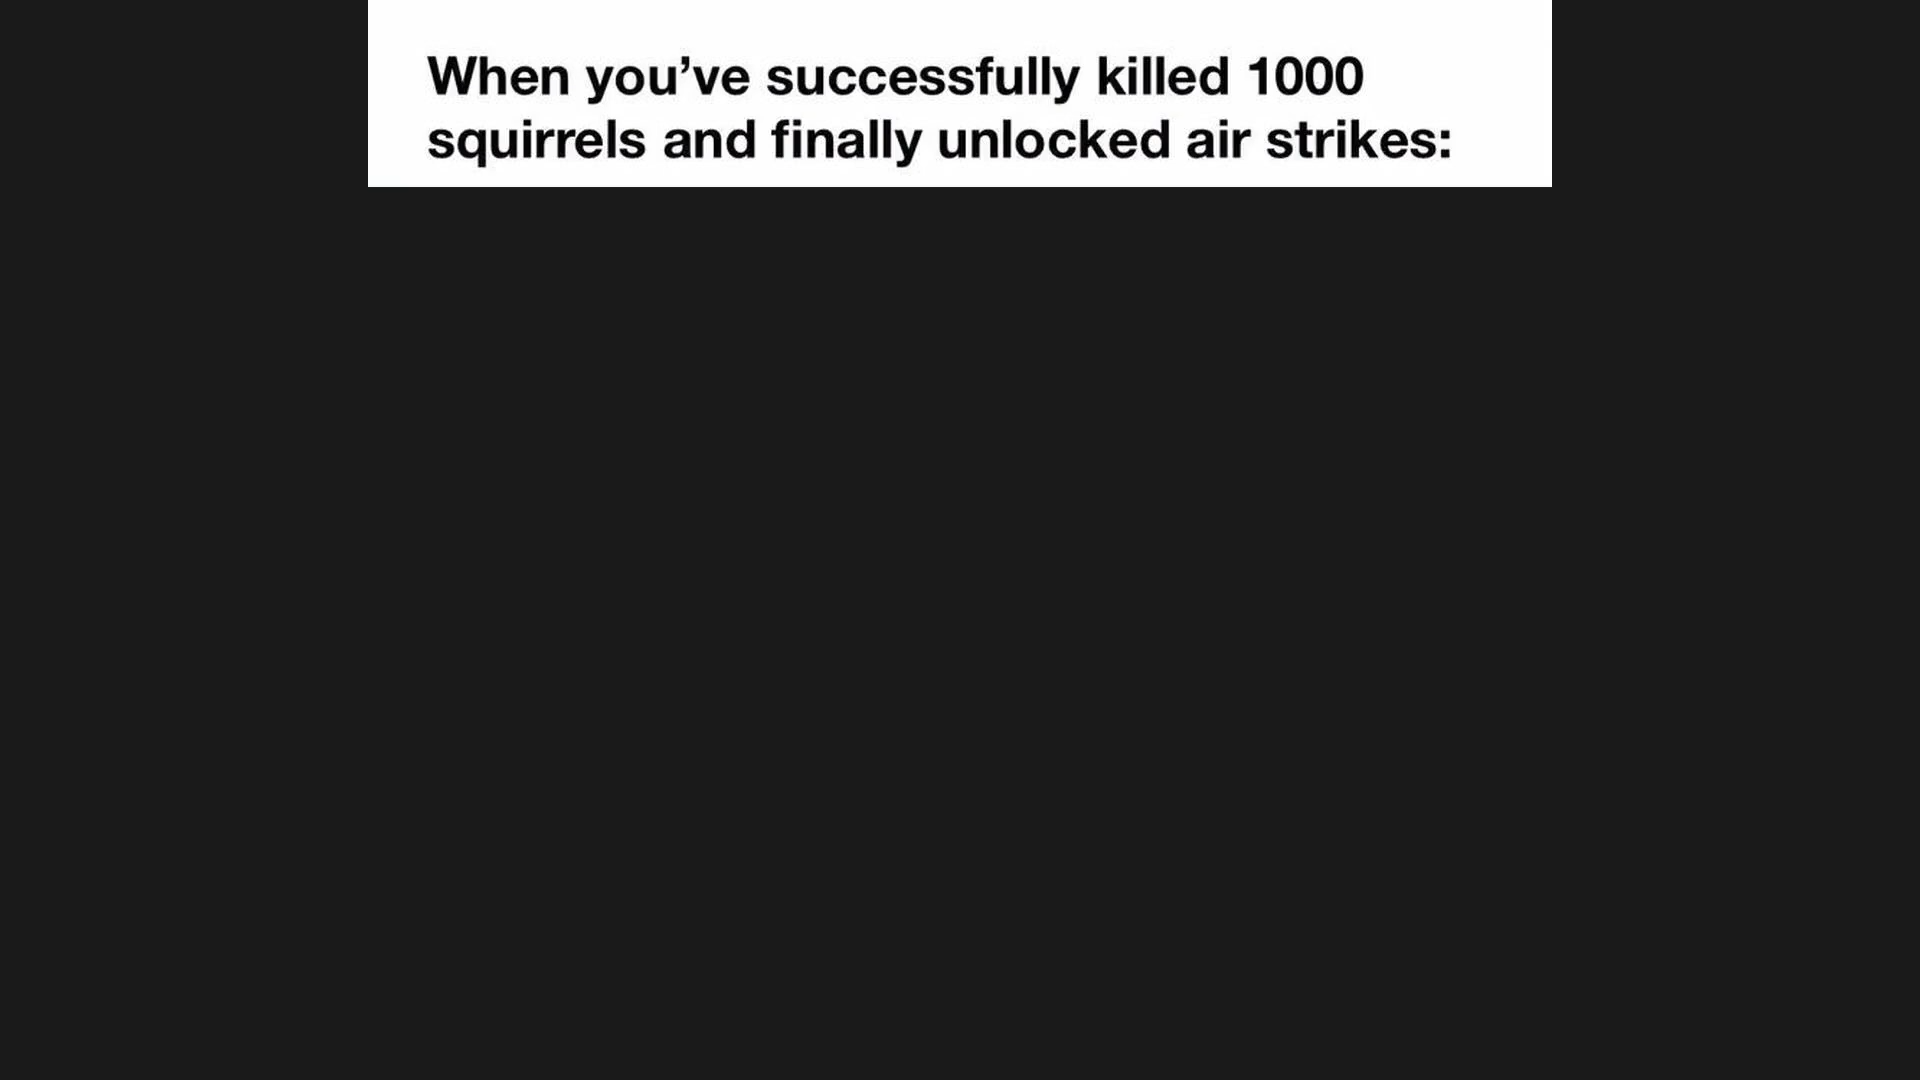 When you’ve successfully killed 1000
squirrels and finally unlocked air strikes: